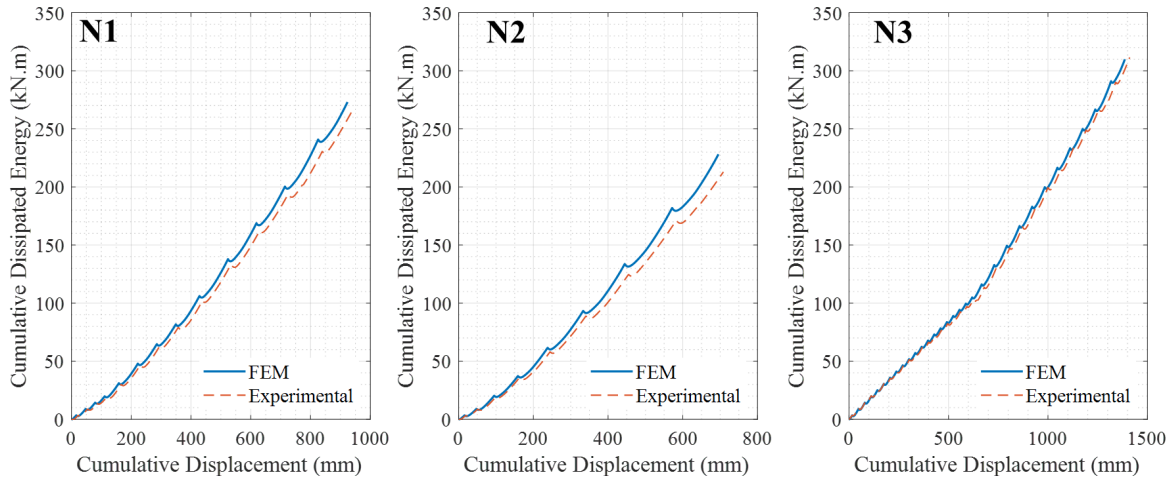 N1
Cumulative Dissipated Energy (kN.m)
350
300
250
200
150
100
50
0
0 200 400 600 800 1000
Cumulative Displacement (mm)
FEM
Experimental
N2
Cumulative Dissipated Energy (kN.m)
350
300
250
200
150
100
50
0
0 200 400 600 800
Cumulative Displacement (mm)
FEM
Experimental
N3
Cumulative Dissipated Energy (kN.m)
350
300
250
200
150
100
50
0
0 500 1000 1500
Cumulative Displacement (mm)
FEM
Experimental